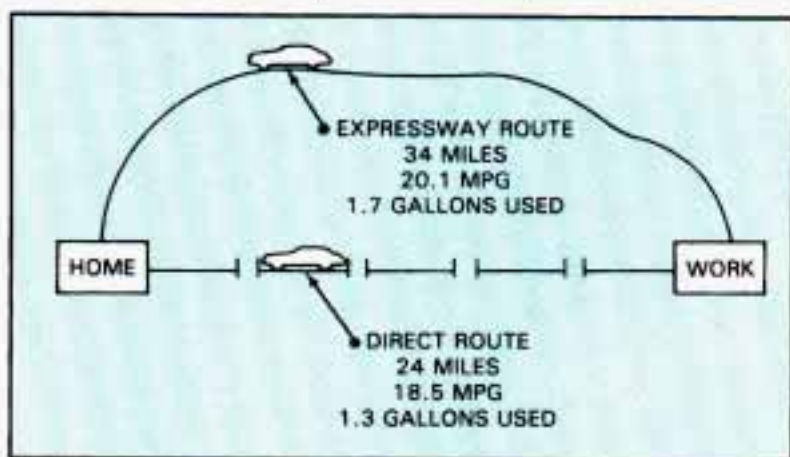 EXPRESSWAY ROUTE
34 MILES
20.1 MPG
1.7 GALLONS USED
HOME
WORK
DIRECT ROUTE
24 MILES
18.5 MPG
1.3 GALLONS USED